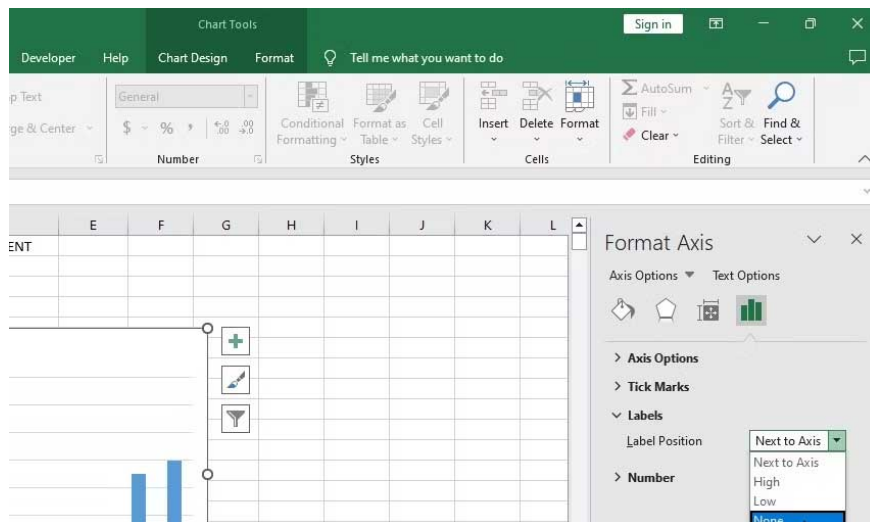 Chart Tools
Sign in
Developer Help Chart Design Format Tell me what you want to do
p Text
General
AutoSum
Fill
ge & Center
$ % , .00 .0
Conditional Formatting
Format as Table
Cell Styles
Insert Delete Format
Clear
Sort & Filter
Find & Select
Number
Styles
Cells
Editing
E F G H I J K L
ENT
Format Axis
Axis Options Text Options
Axis Options
Tick Marks
Labels
Label Position Next to Axis
Next to Axis
Number
High
Low
None